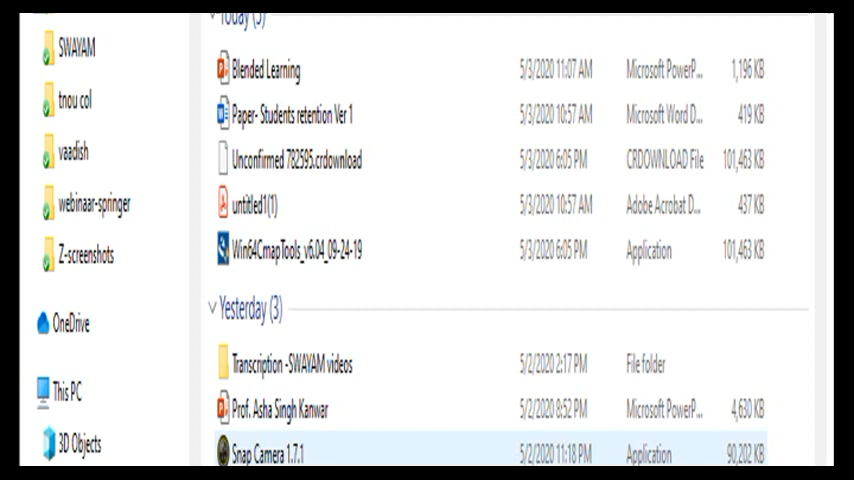 SWAYAM
tnou col
vaadish
webinaar-springer
Z-screenshots
OneDrive
This PC
3D Objects
Today (5)
Blended Learning 5/3/2020 11:07 AM Microsoft PowerP... 1,196 KB
Paper- Students retention Ver 1 5/3/2020 10:57 AM Microsoft Word D... 419 KB
Unconfirmed 782595.crdownload 5/3/2020 6:05 PM CRDOWNLOAD File 101,463 KB
untitled1(1) 5/3/2020 10:57 AM Adobe Acrobat D... 437 KB
Win64CmapTools_v6.04_09-24-19 5/3/2020 6:05 PM Application 101,463 KB
Yesterday (3)
Transcription -SWAYAM videos 5/2/2020 2:17 PM File folder
Prof. Asha Singh Kanwar 5/2/2020 8:52 PM Microsoft PowerP... 4,630 KB
Snap Camera 1.7.1 5/2/2020 11:18 PM Application 90,202 KB